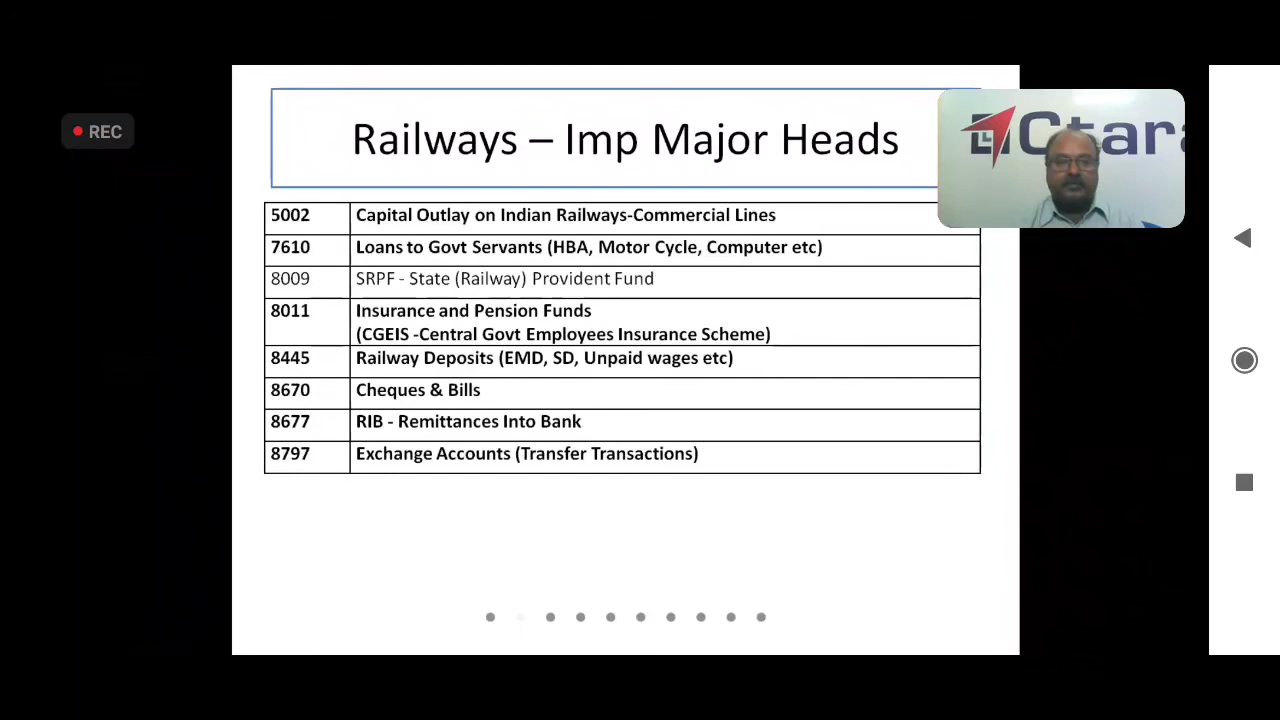 REC
Railways – Imp Major Heads
Ctara
5002 Capital Outlay on Indian Railways-Commercial Lines
7610 Loans to Govt Servants (HBA, Motor Cycle, Computer etc)
8009 SRPF - State (Railway) Provident Fund
8011 Insurance and Pension Funds
(CGEIS -Central Govt Employees Insurance Scheme)
8445 Railway Deposits (EMD, SD, Unpaid wages etc)
8670 Cheques & Bills
8677 RIB - Remittances Into Bank
8797 Exchange Accounts (Transfer Transactions)